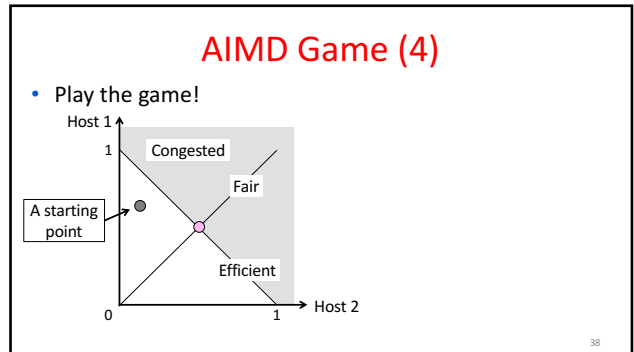 AIMD Game (4)
• Play the game!
Host 1
1
Congested
Fair
A starting
point
Efficient
0
1
Host 2
38